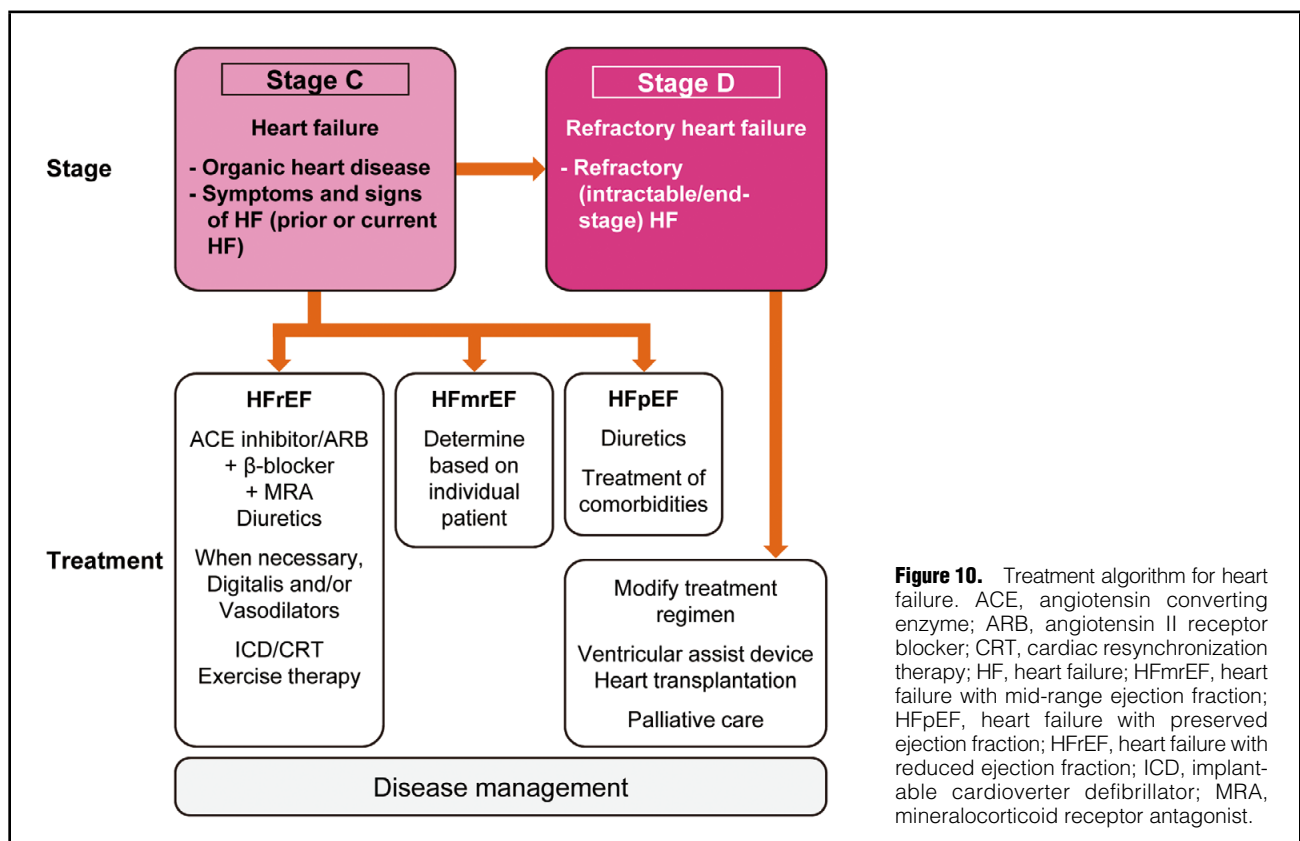 Stage
Stage C
Heart failure
- Organic heart disease
- Symptoms and signs
of HF (prior or current
HF)
Stage D
Refractory heart failure
- Refractory
(intractable/end-
stage) HF
Treatment
HFrEF
ACE inhibitor/ARB
+ β-blocker
+ MRA
Diuretics
When necessary,
Digitalis and/or
Vasodilators
ICD/CRT
Exercise therapy
HFmrEF
Determine
based on
individual
patient
HFpEF
Diuretics
Treatment of
comorbidities
Modify treatment
regimen
Ventricular assist device
Heart transplantation
Palliative care
Disease management
Figure 10. Treatment algorithm for heart
failure. ACE, angiotensin converting
enzyme; ARB, angiotensin II receptor
blocker; CRT, cardiac resynchronization
therapy; HF, heart failure; HFmrEF, heart
failure with mid-range ejection fraction;
HFpEF, heart failure with preserved
ejection fraction; HFrEF, heart failure with
reduced ejection fraction; ICD, implant-
able cardioverter defibrillator; MRA,
mineralocorticoid receptor antagonist.